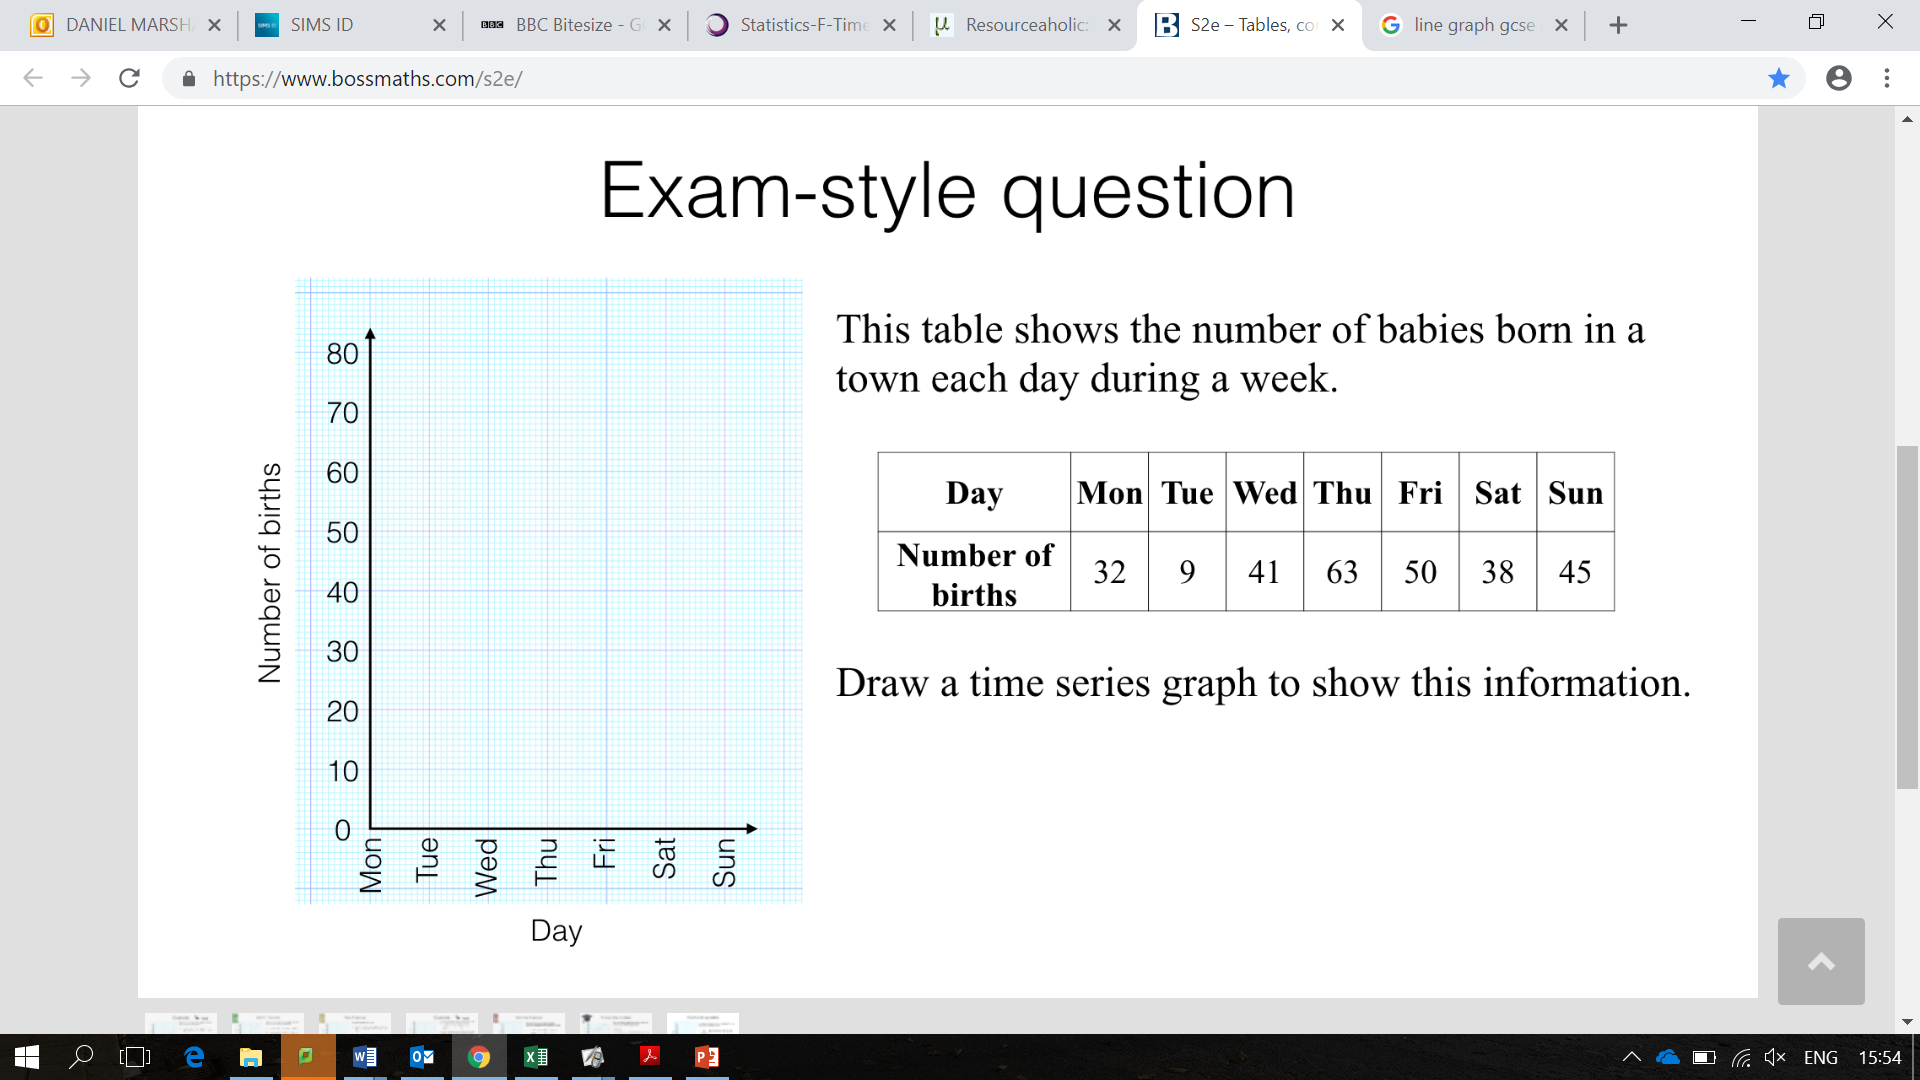 DANIEL MARSH
SIMS ID
BBC Bitesize - G
Statistics-F-Time
Resourceaholic:
S2e – Tables, co
line graph gcse
https://www.bossmaths.com/s2e/
Exam-style question
Number of births
80
70
60
50
40
30
20
10
0
Mon Tue Wed Thu Fri Sat Sun
Day
This table shows the number of babies born in a
town each day during a week.
Day Mon Tue Wed Thu Fri Sat Sun
Number of births 32 9 41 63 50 38 45
Draw a time series graph to show this information.
ENG 15:54